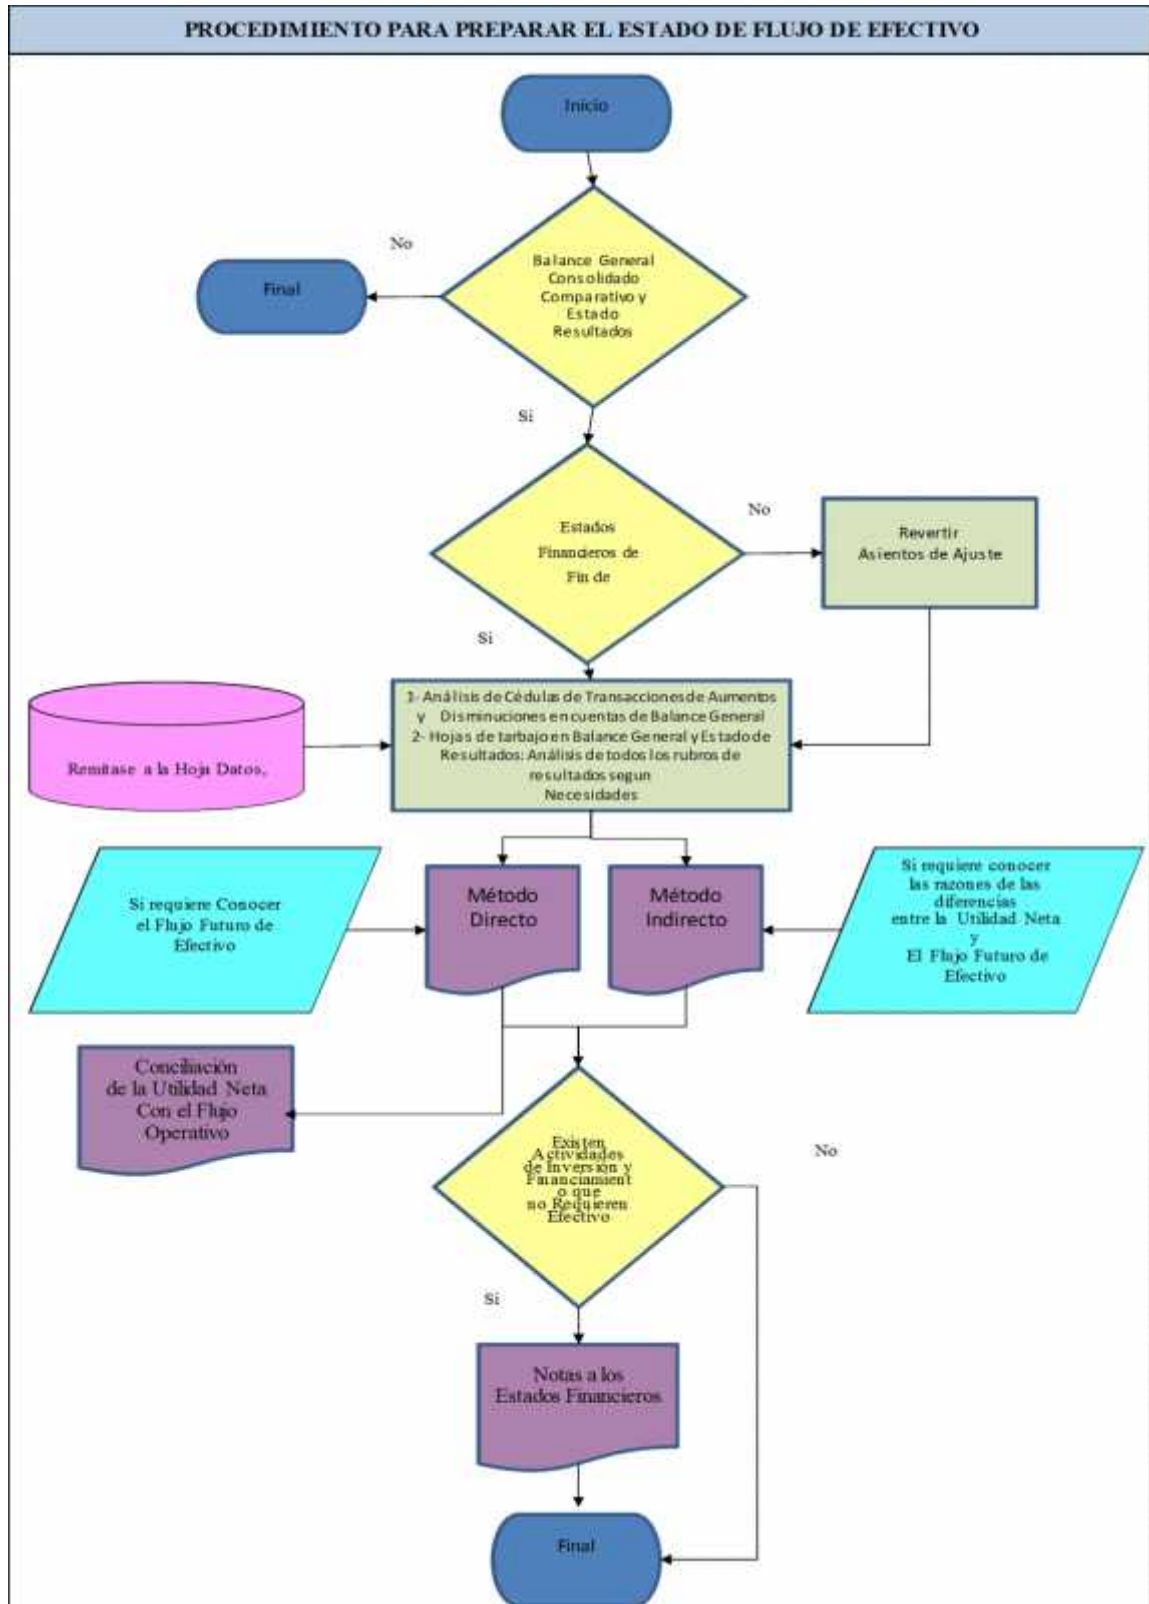 PROCEDIMIENTO PARA PREPARAR EL ESTADO DE FLUJO DE EFECTIVO
Inicio
No
Final
Balance General
Consolidado
Comparativo y
Estado
Resultados
Si
Estados
Financieros de
Fin de
No
Revertir
Asientos de Ajuste
Si
1- Análisis de Cédulas de Transacciones de Aumentos
y Disminuciones en cuentas de Balance General
2- Hojas de tarbajo en Balance General y Estado de
Resultados: Análisis de todos los rubros de
resultados segun
Necesidades
Remítase a la Hoja Datos,
Si requiere Conocer
el Flujo Futuro de
Efectivo
Método
Directo
Método
Indirecto
Si requiere conocer
las razones de las
diferencias
entre la Utilidad Neta
y
El Flujo Futuro de
Efectivo
Conciliación
de la Utilidad Neta
Con el Flujo
Operativo
Existen
Actividades
de Inversión y
Financiamient
o que
no Requieren
Efectivo
No
Si
Notas a los
Estados Financieros
Final